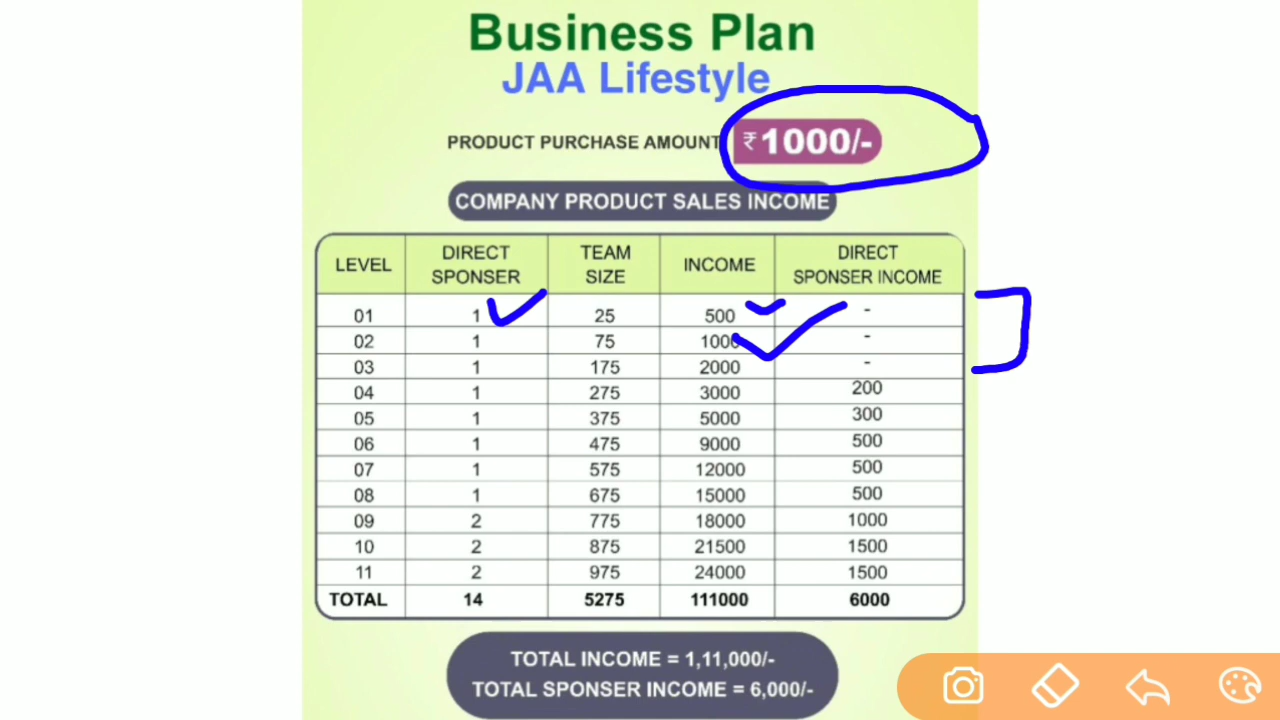 Business Plan
JAA Lifestyle
PRODUCT PURCHASE AMOUNT ₹1000/-
COMPANY PRODUCT SALES INCOME
LEVEL DIRECT SPONSER TEAM SIZE INCOME DIRECT SPONSER INCOME
01 1 25 500 -
02 1 75 1000 -
03 1 175 2000 -
04 1 275 3000 200
05 1 375 5000 300
06 1 475 9000 500
07 1 575 12000 500
08 1 675 15000 500
09 2 775 18000 1000
10 2 875 21500 1500
11 2 975 24000 1500
TOTAL 14 5275 111000 6000
TOTAL INCOME = 1,11,000/-
TOTAL SPONSER INCOME = 6,000/-